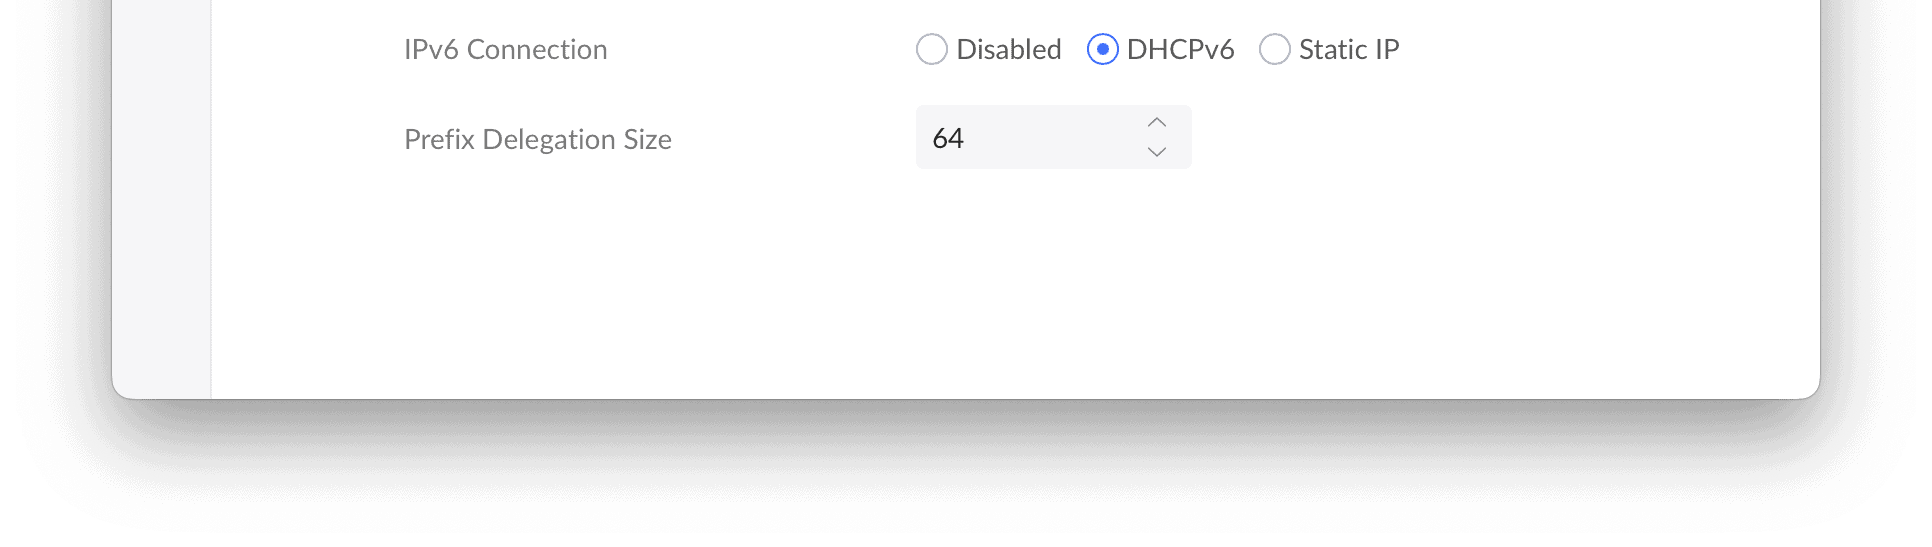 IPv6 Connection Disabled DHCPv6 Static IP
Prefix Delegation Size 64